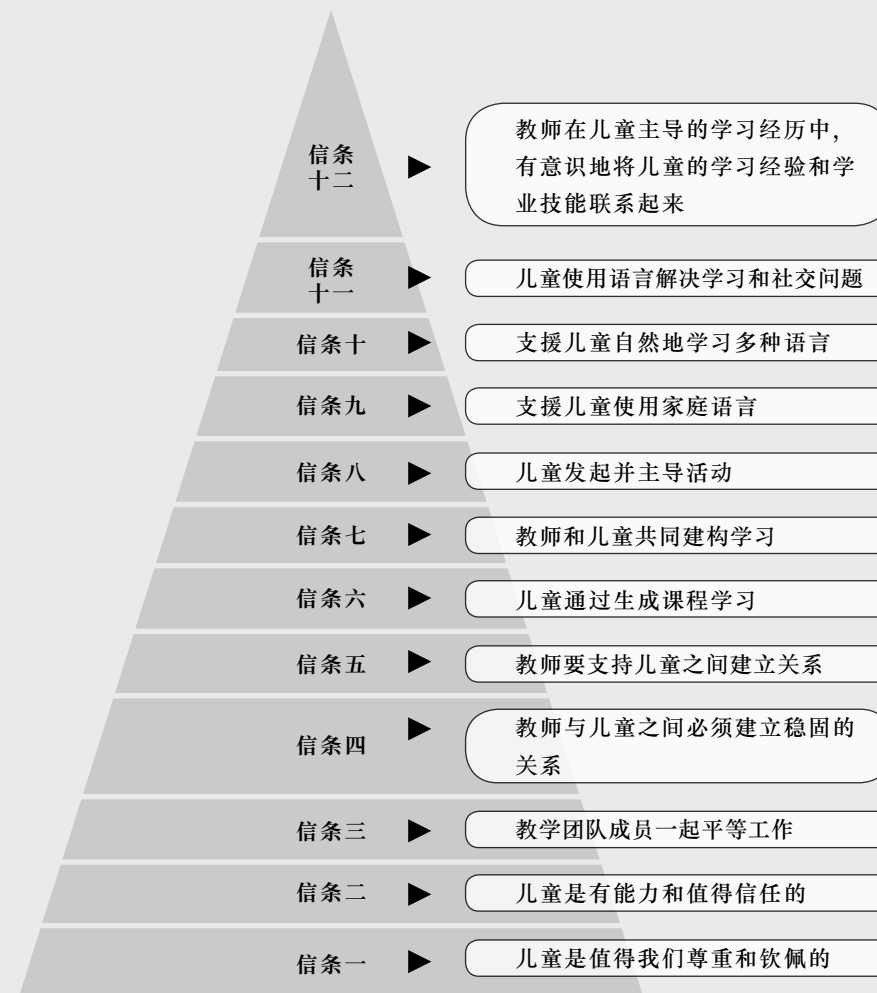 信条
十二
教师在儿童主导的学习经历中，
有意识地将儿童的学习经验和学
业技能联系起来
信条
十一
儿童使用语言解决学习和社交问题
信条十
支援儿童自然地学习多种语言
信条九
支援儿童使用家庭语言
信条八
儿童发起并主导活动
信条七
教师和儿童共同建构学习
信条六
儿童通过生成课程学习
信条五
教师要支持儿童之间建立关系
信条四
教师与儿童之间必须建立稳固的
关系
信条三
教学团队成员一起平等工作
信条二
儿童是有能力和值得信任的
信条一
儿童是值得我们尊重和钦佩的